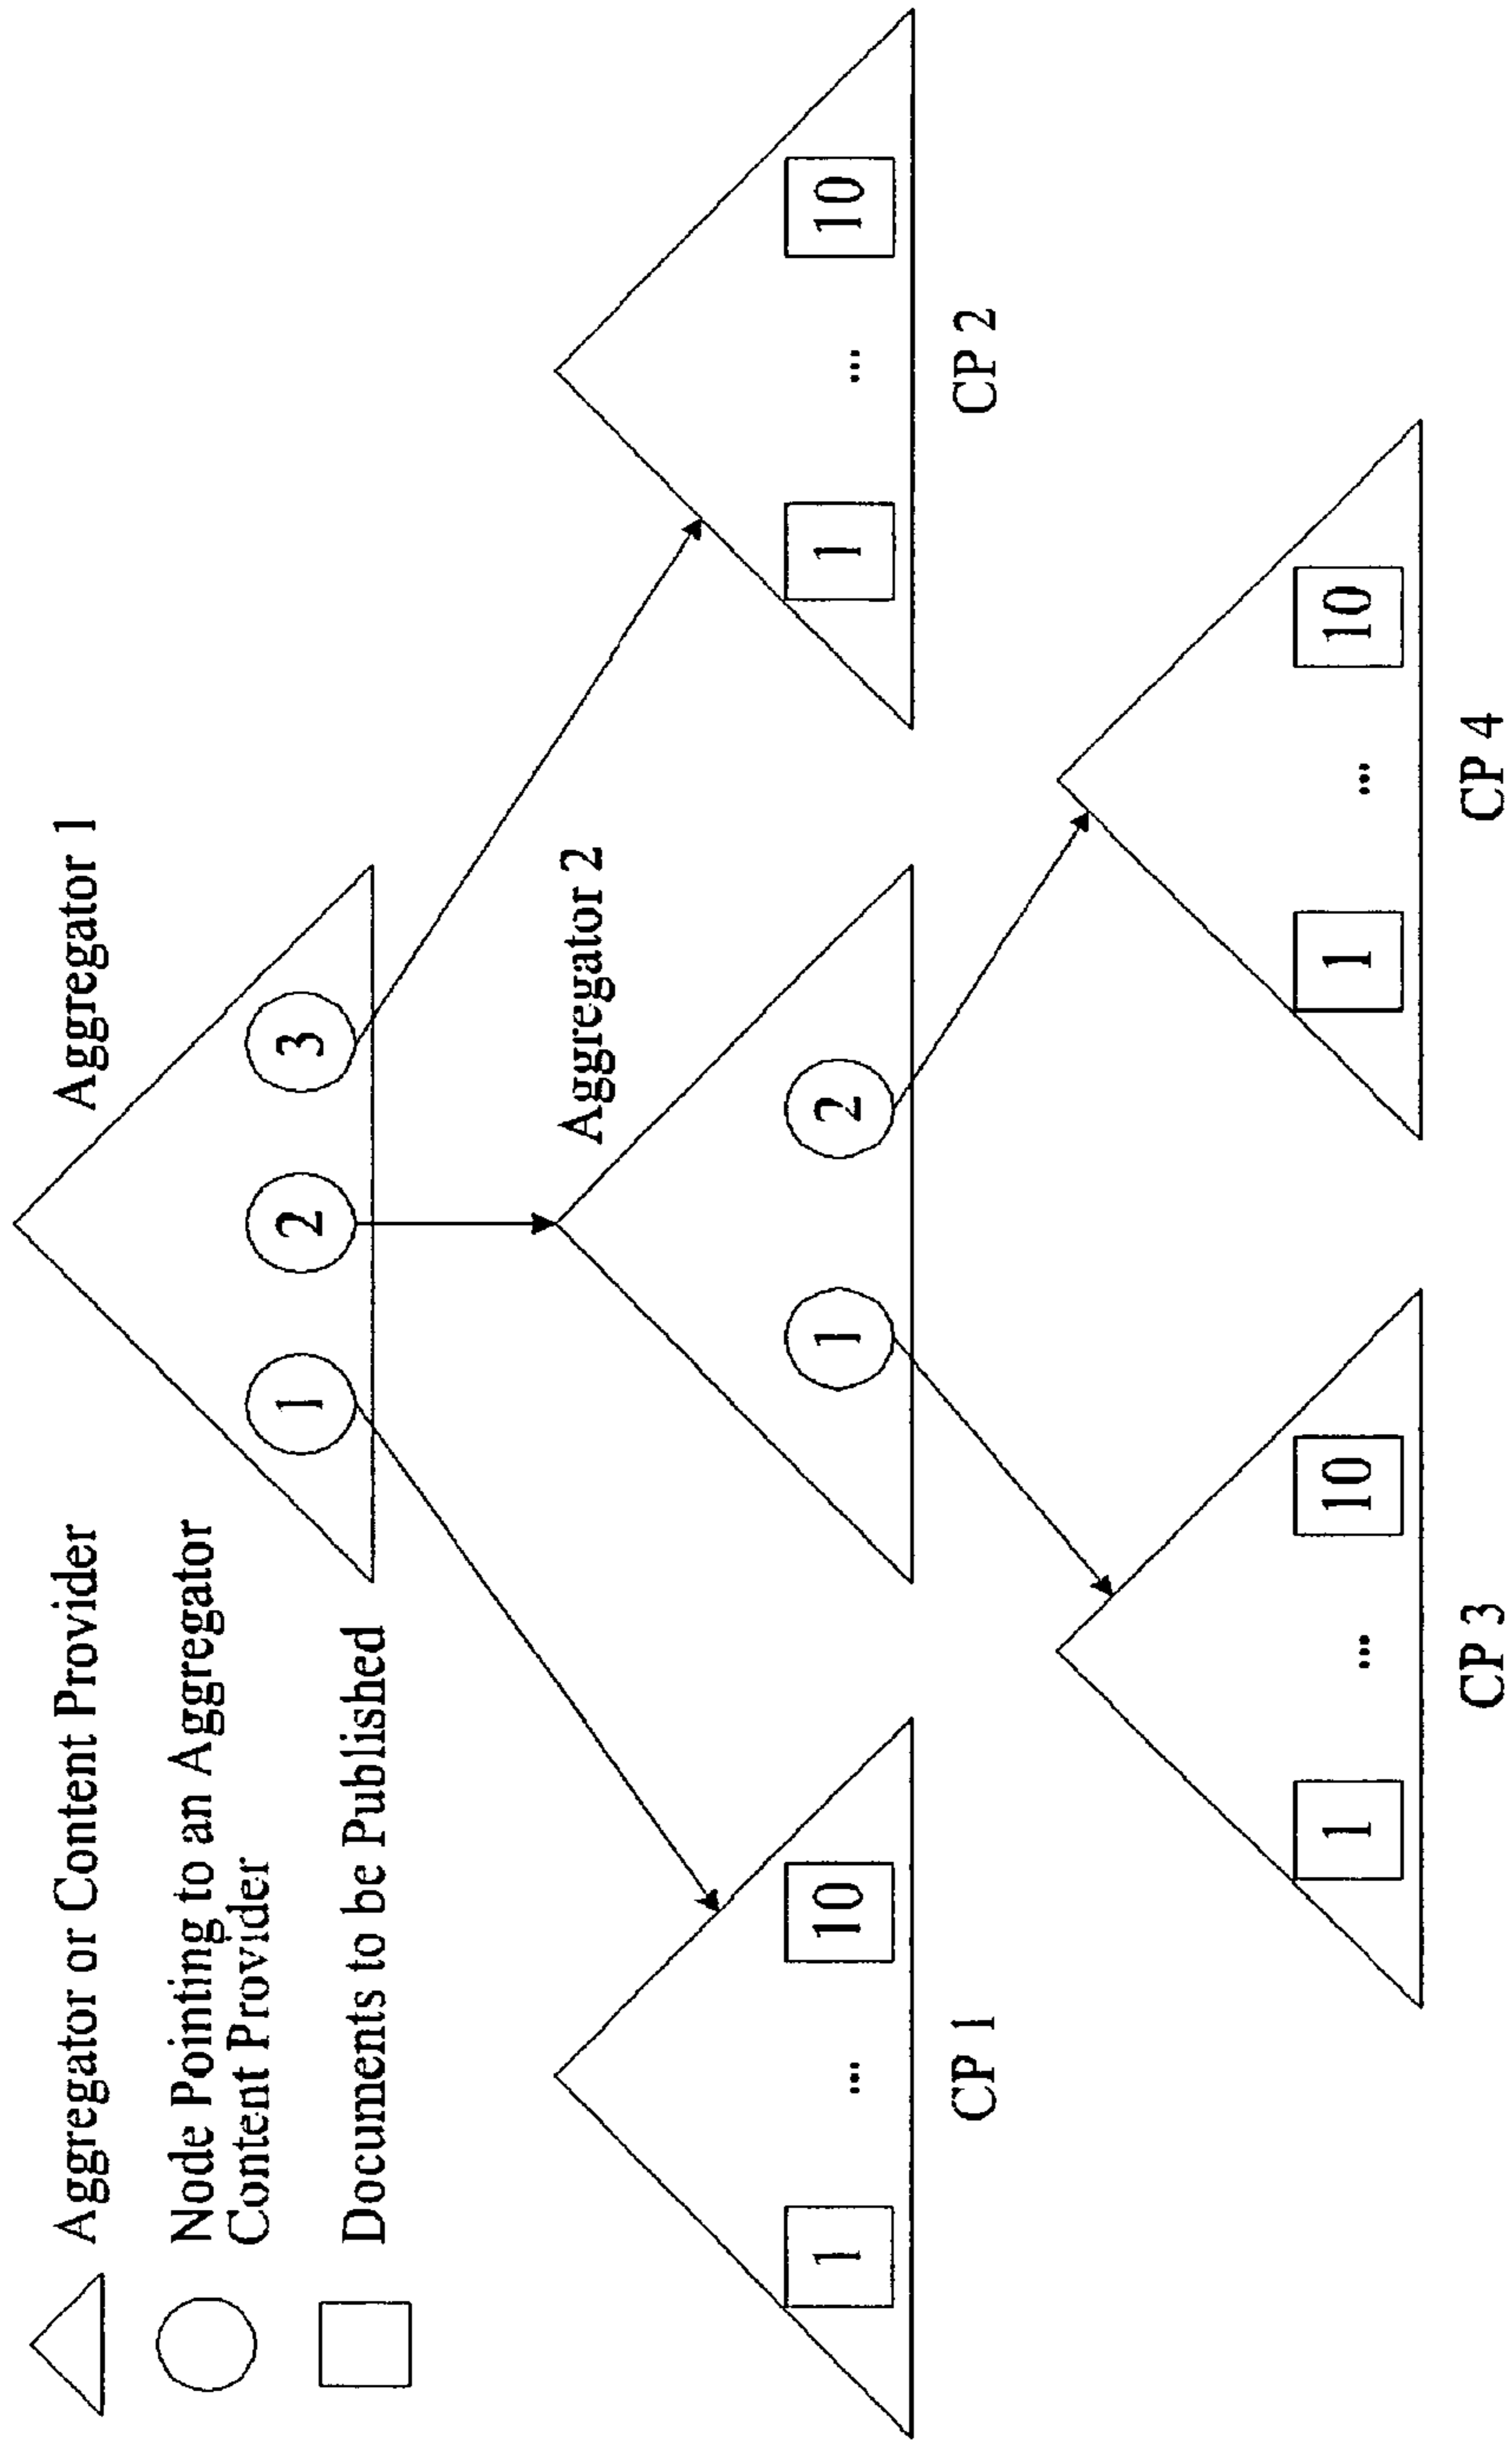 Aggregator or Content Provider
Node Pointing to an Aggregator
Content Provider
Documents to be Published
Aggregator 1
1
2
3
Aggregator 2
1
2
1
...
10
CP 1
1
...
10
CP 2
1
...
10
CP 3
1
...
10
CP 4